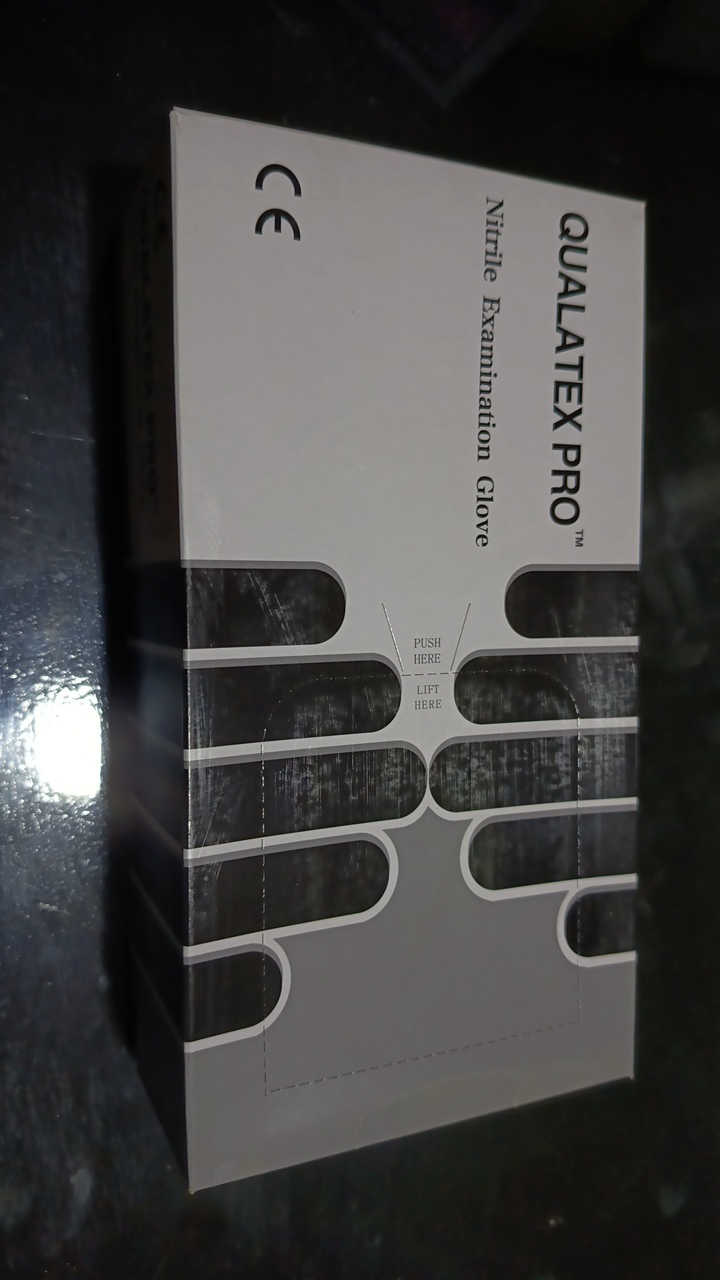 QUALATEX PRO™
Nitrile Examination Glove
CE
PUSH
HERE
LIFT
HERE